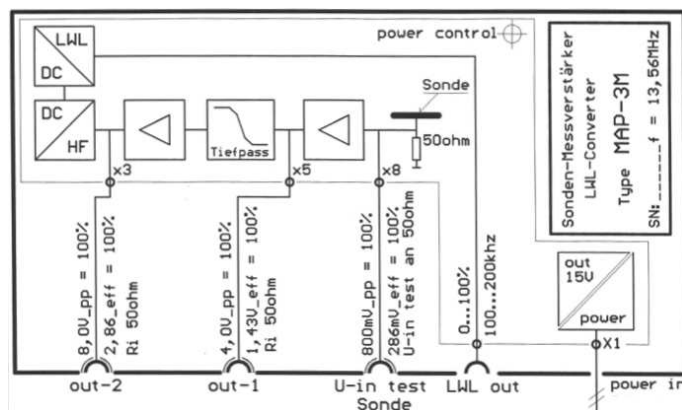 power control
LWL
DC
DC
HF
Tiefpass
Sonde
50ohm
x3
x5
x8
8,0V_pp = 100%
2,86_eff = 100%
Ri 50ohm
4,0V_pp = 100%
1,43V_eff = 100%
Ri 50ohm
800mV_pp = 100%
286mV_eff = 100%
U-in test an 50ohm
0...100%
100...200khz
Sonden-Messverstärker
LWL-Converter
Type MAP-3M
SN:______f = 13,56MHz
out
15V
power
X1
out-2
out-1
U-in test
Sonde
LWL out
power in